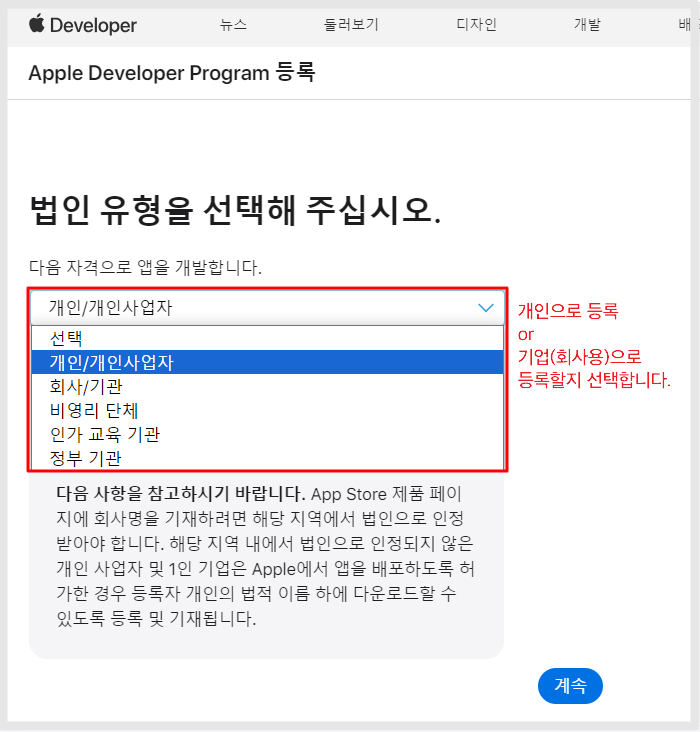 Developer 뉴스 둘러보기 디자인 개발 배
Apple Developer Program 등록
법인 유형을 선택해 주십시오.
다음 자격으로 앱을 개발합니다.
개인/개인사업자
선택
개인/개인사업자
회사/기관
비영리 단체
인가 교육 기관
정부 기관
개인으로 등록
or
기업(회사용)으로
등록할지 선택합니다.
다음 사항을 참고하시기 바랍니다. App Store 제품 페이
지에 회사명을 기재하려면 해당 지역에서 법인으로 인정
받아야 합니다. 해당 지역 내에서 법인으로 인정되지 않은
개인 사업자 및 1인 기업은 Apple에서 앱을 배포하도록 허
가한 경우 등록자 개인의 법적 이름 하에 다운로드할 수
있도록 등록 및 기재됩니다.
계속